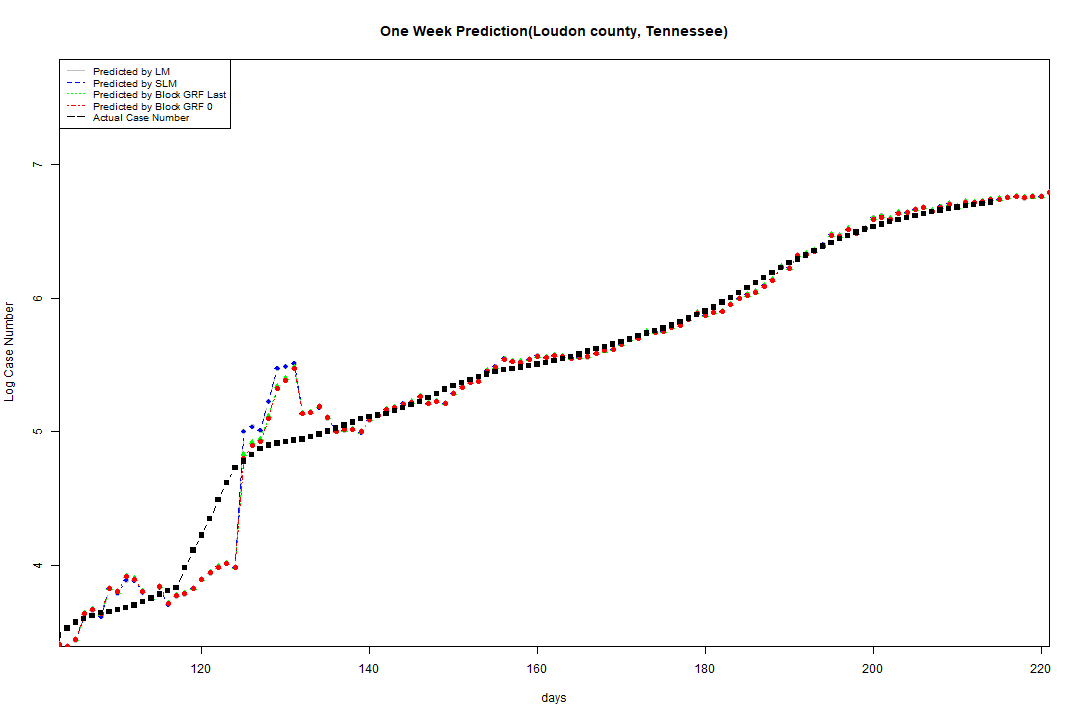 One Week Prediction(Loudon county, Tennessee)
Predicted by LM
Predicted by SLM
Predicted by Block GRF Last
Predicted by Block GRF 0
Actual Case Number
7
6
5
4
Log Case Number
120 140 160 180 200 220
days